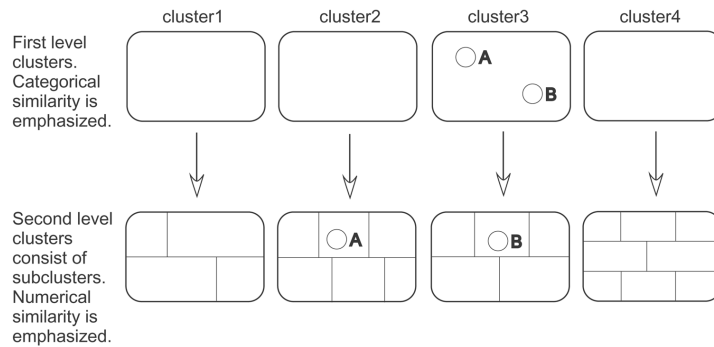 cluster1
cluster2
cluster3
cluster4
First level
clusters.
Categorical
similarity is
emphasized.
A
B
Second level
clusters
consist of
subclusters.
Numerical
similarity is
emphasized.
A
B